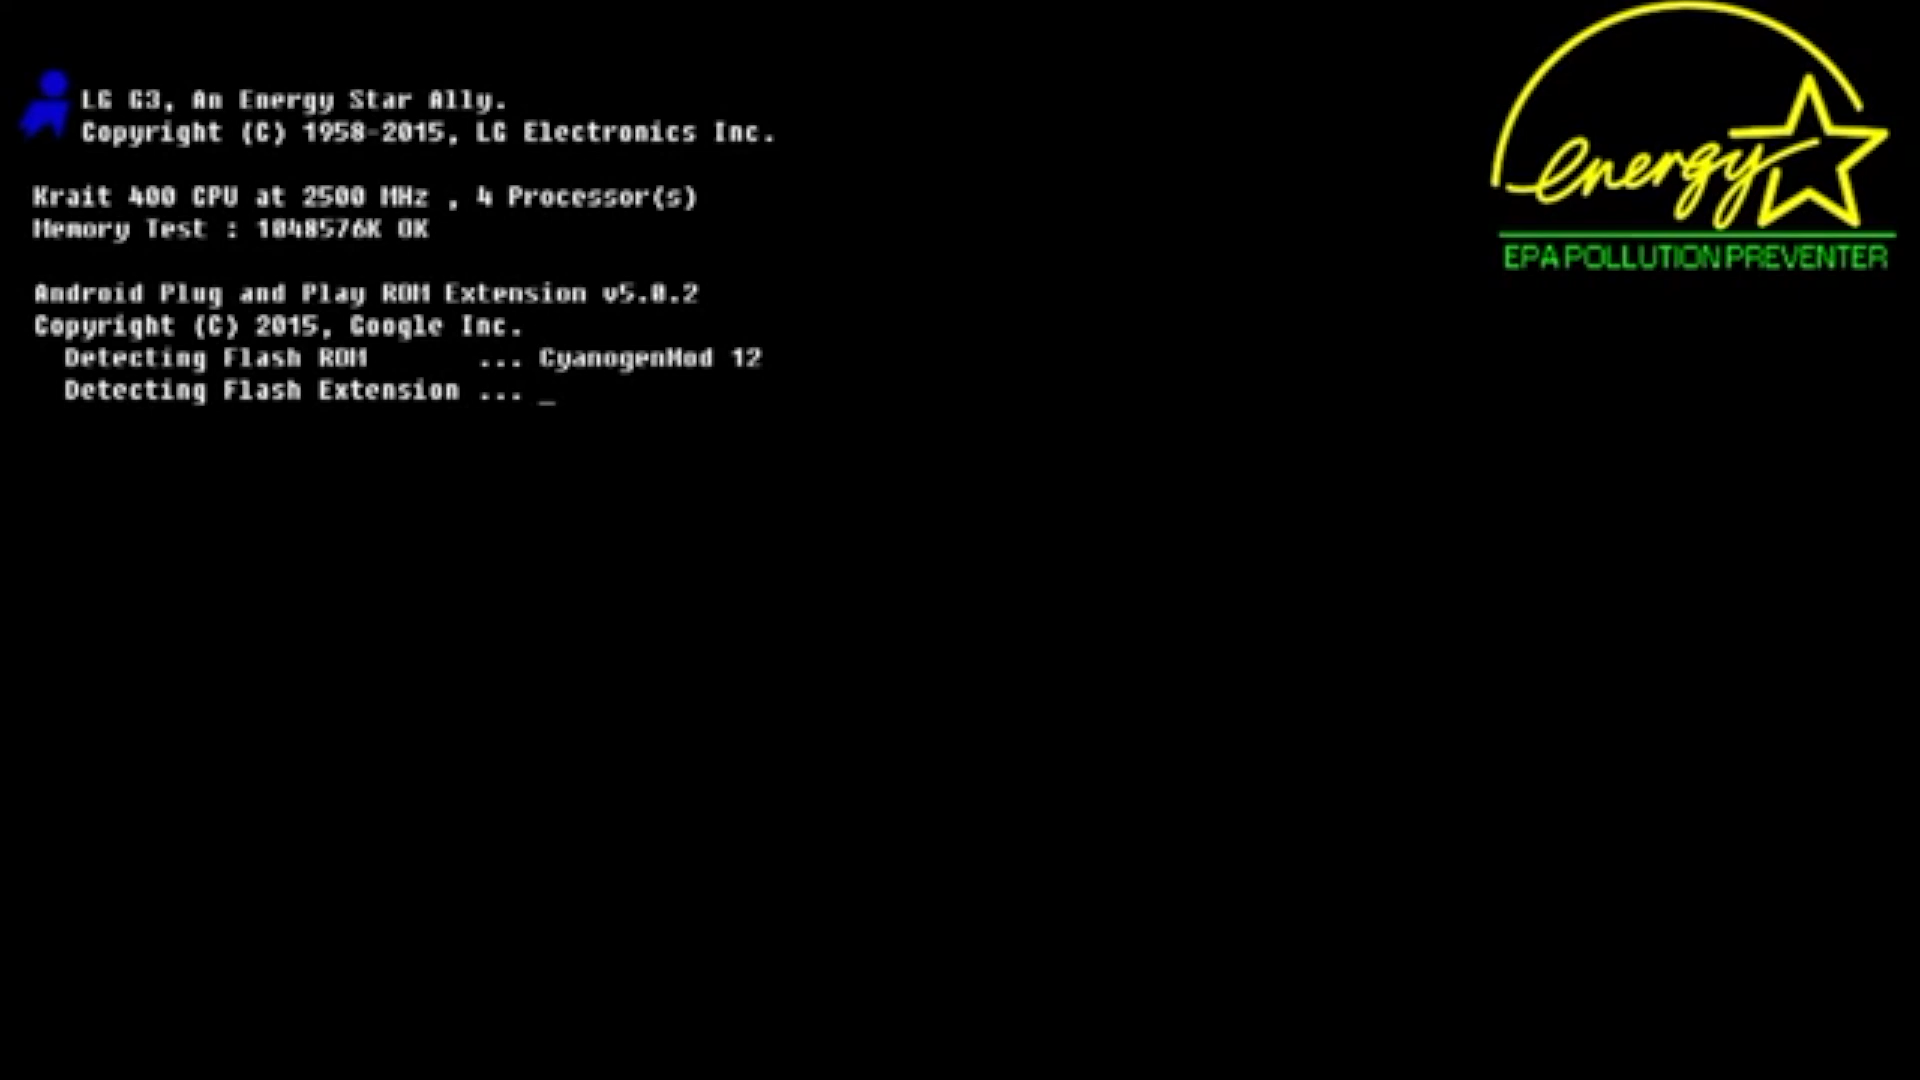 LG G3, An Energy Star Ally.
Copyright (C) 1958-2015, LG Electronics Inc.
energy
EPA POLLUTION PREVENTER
Krait 400 CPU at 2500 MHz , 4 Processor(s)
Memory Test : 1048576K OK
Android Plug and Play ROM Extension v5.0.2
Copyright (C) 2015, Google Inc.
Detecting Flash ROM ... CyanogenMod 12
Detecting Flash Extension ... _